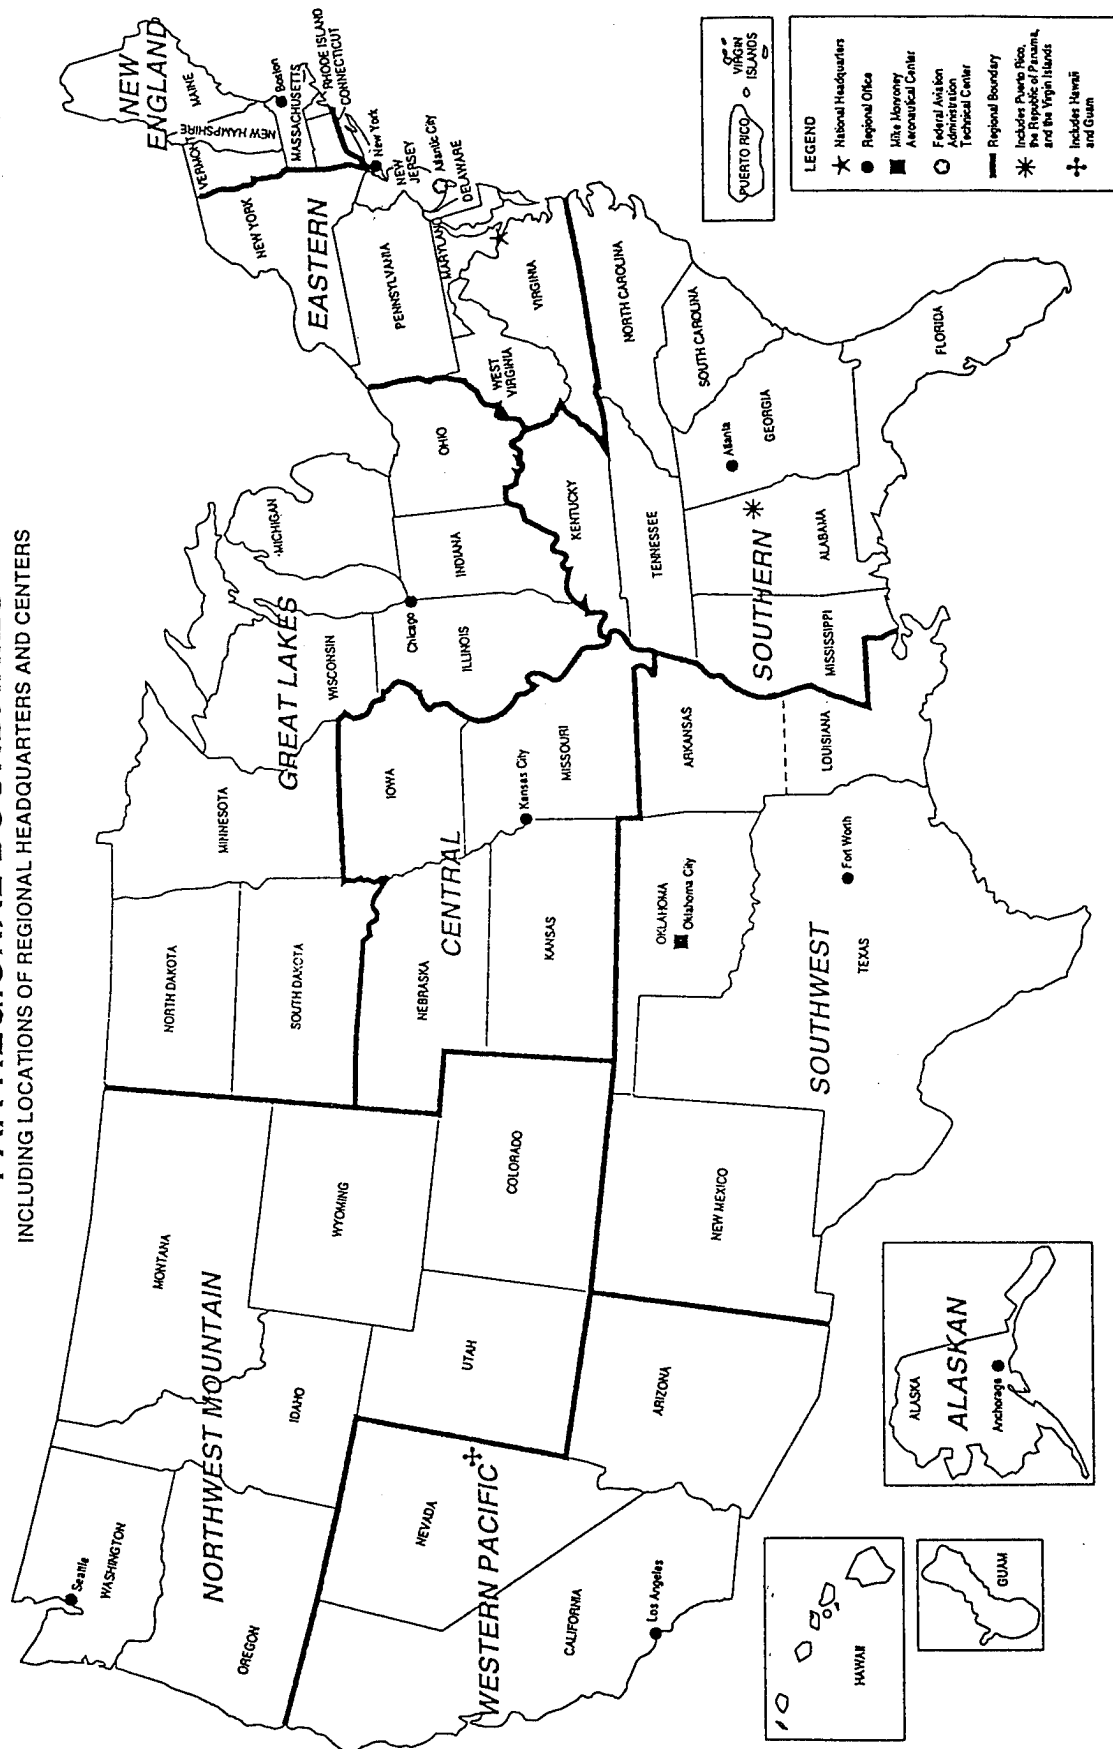 INCLUDING LOCATIONS OF REGIONAL HEADQUARTERS AND CENTERS
NEW
ENGLAND
MAINE
VERMONT
NEW HAMPSHIRE
Boston
MASSACHUSETTS
RHODE ISLAND
CONNECTICUT
New York
NEW YORK
EASTERN
PENNSYLVANIA
NEW
JERSEY
Atlantic City
DELAWARE
MARYLAND
WEST
VIRGINIA
VIRGINIA
GREAT LAKES
MICHIGAN
OHIO
INDIANA
Chicago
ILLINOIS
WISCONSIN
MINNESOTA
NORTH DAKOTA
SOUTH DAKOTA
CENTRAL
IOWA
MISSOURI
Kansas City
NEBRASKA
KANSAS
SOUTHERN
KENTUCKY
TENNESSEE
NORTH CAROLINA
SOUTH CAROLINA
Atlanta
GEORGIA
FLORIDA
ALABAMA
MISSISSIPPI
SOUTHWEST
ARKANSAS
LOUISIANA
OKLAHOMA
Oklahoma City
Fort Worth
TEXAS
NEW MEXICO
NORTHWEST MOUNTAIN
MONTANA
WYOMING
COLORADO
UTAH
IDAHO
Seattle
WASHINGTON
OREGON
WESTERN PACIFIC
NEVADA
ARIZONA
CALIFORNIA
Los Angeles
ALASKA
ALASKAN
Anchorage
HAWAII
GUAM
PUERTO RICO
VIRGIN
ISLANDS
LEGEND
National Headquarters
Regional Office
Mike Monroney
Aeronautical Center
Federal Aviation
Administration
Technical Center
Regional Boundary
Includes Puerto Rico,
the Republic of Panama,
and the Virgin Islands
Includes Hawaii
and Guam